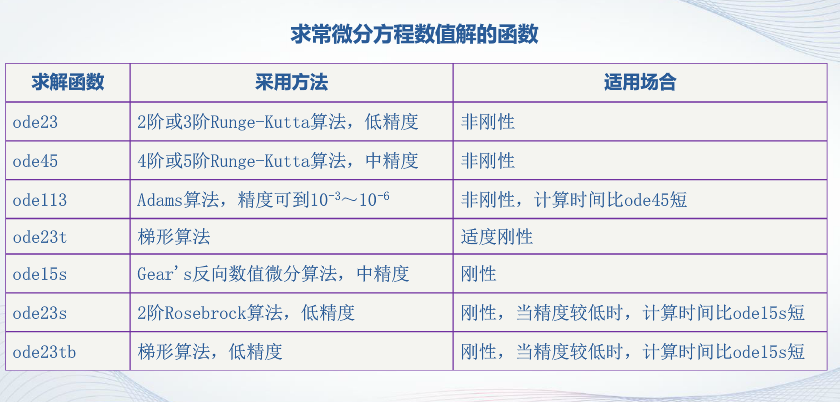 求常微分方程数值解的函数
求解函数 采用方法 适用场合
ode23 2阶或3阶Runge-Kutta算法，低精度 非刚性
ode45 4阶或5阶Runge-Kutta算法，中精度 非刚性
ode113 Adams算法，精度可到10⁻³～10⁻⁶ 非刚性，计算时间比ode45短
ode23t 梯形算法 适度刚性
ode15s Gear's反向数值微分算法，中精度 刚性
ode23s 2阶Rosebrock算法，低精度 刚性，当精度较低时，计算时间比ode15s短
ode23tb 梯形算法，低精度 刚性，当精度较低时，计算时间比ode15s短